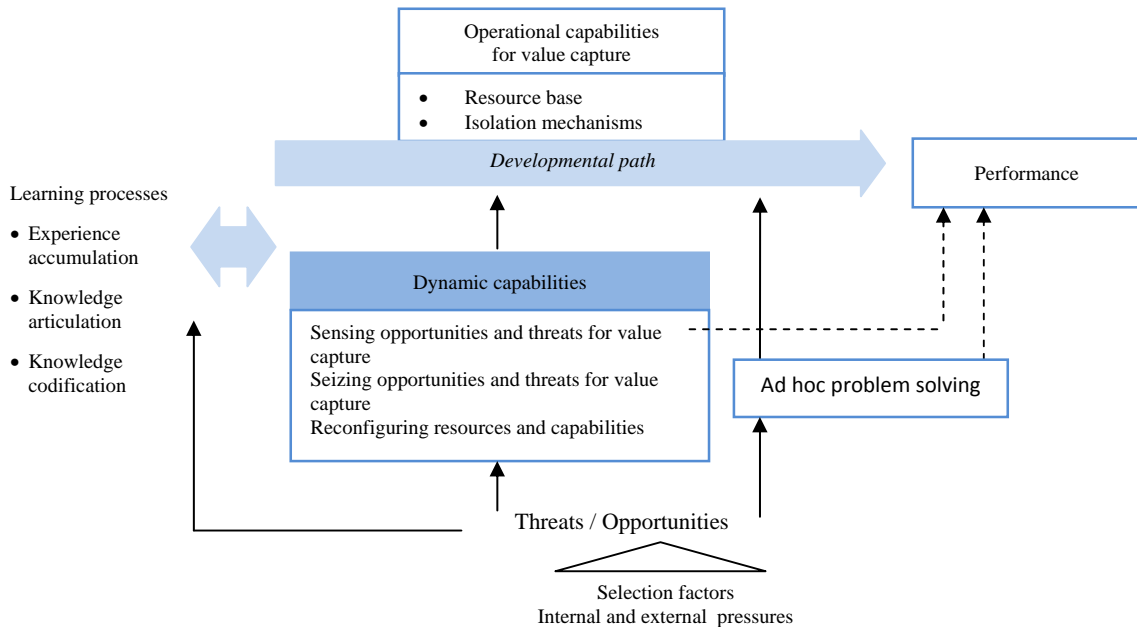 Operational capabilities
for value capture
• Resource base
• Isolation mechanisms
Developmental path
Performance
Learning processes
• Experience
accumulation
• Knowledge
articulation
• Knowledge
codification
Dynamic capabilities
Sensing opportunities and threats for value
capture
Seizing opportunities and threats for value
capture
Reconfiguring resources and capabilities
Ad hoc problem solving
Threats / Opportunities
Selection factors
Internal and external pressures